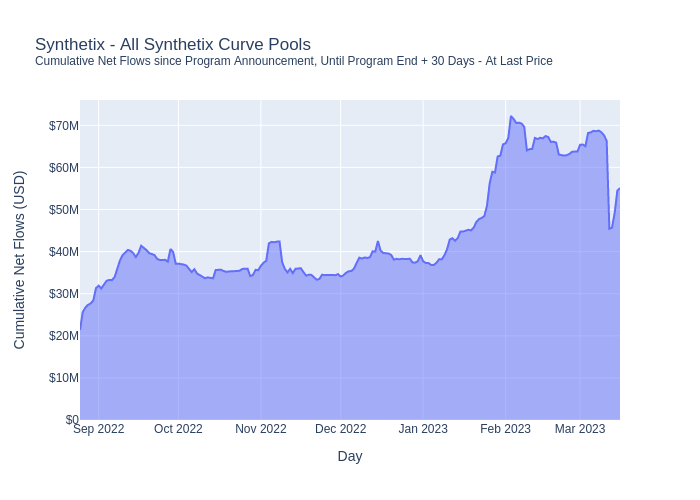 Synthetix - All Synthetix Curve Pools
Cumulative Net Flows since Program Announcement, Until Program End + 30 Days - At Last Price
Cumulative Net Flows (USD)
$70M
$60M
$50M
$40M
$30M
$20M
$10M
$0
Sep 2022 Oct 2022 Nov 2022 Dec 2022 Jan 2023 Feb 2023 Mar 2023
Day